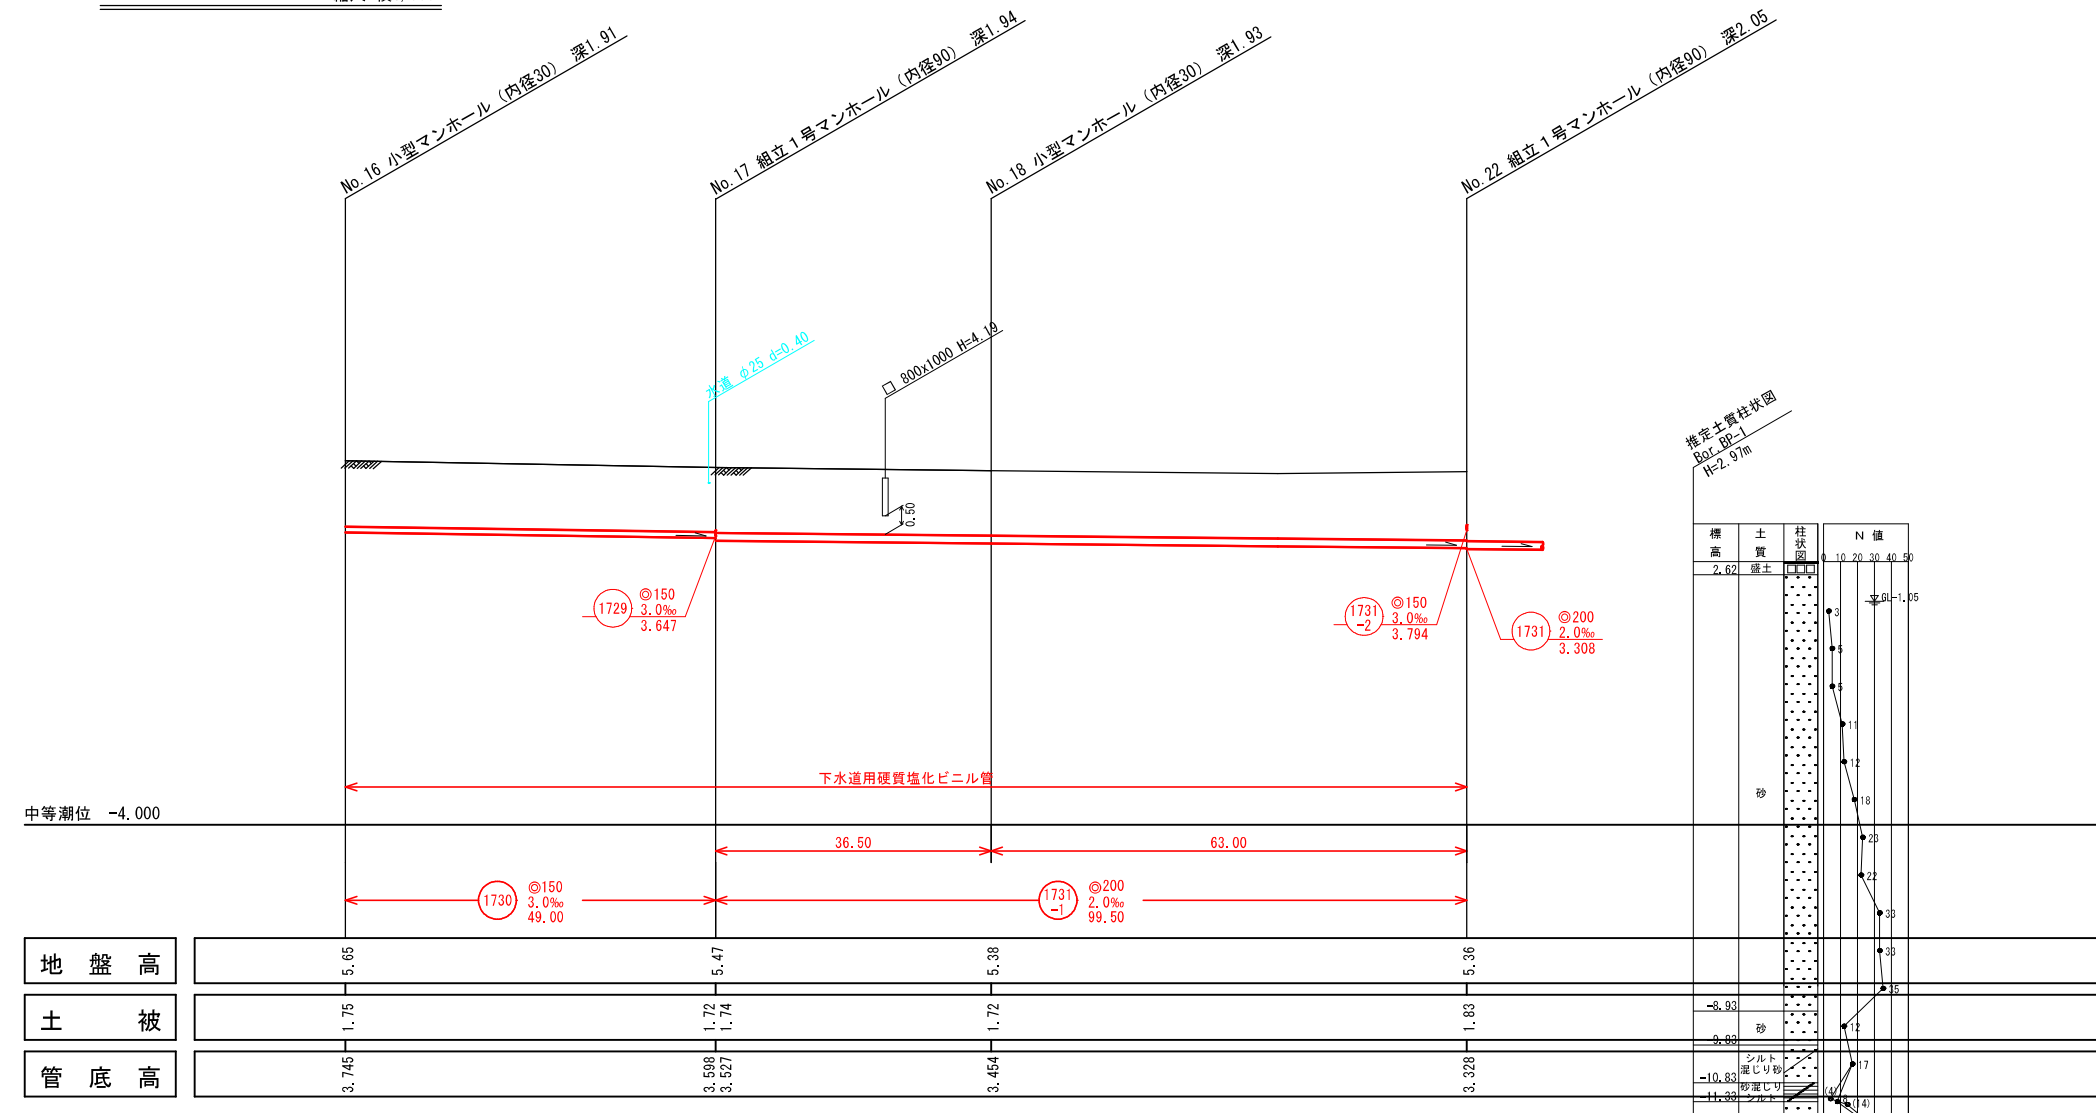 No.16 小型マンホール（内径30） 深1.91
No.17 組立１号マンホール（内径90） 深1.94
No.18 小型マンホール（内径30） 深1.93
No.22 組立１号マンホール（内径90） 深2.05
水道 φ25 d=0.40
□ 800x1000 H=4.19
0.50
推定土質柱状図
Bor.BP-1
H=2.97m
標高 土質 柱状図 N 値
0 10 20 30 40 50
2.62 盛土
GL-1.05
3
5
5
11
12
18
砂
23
22
33
33
35
-8.93
12
砂
-9.83
シルト
混じり砂
17
-10.83
砂混じり
シルト
-11.33
(4)
8
(14)
1729 ◎150
3.0‰
3.647
1731
-2
◎150
3.0‰
3.794
1731 ◎200
2.0‰
3.308
下水道用硬質塩化ビニル管
中等潮位 -4.000
36.50 63.00
1730 ◎150
3.0‰
49.00
1731
-1
◎200
2.0‰
99.50
地 盤 高 5.65 5.47 5.38 5.36
土 被 1.75 1.72 1.74 1.72 1.83
管 底 高 3.745 3.598 3.527 3.454 3.328